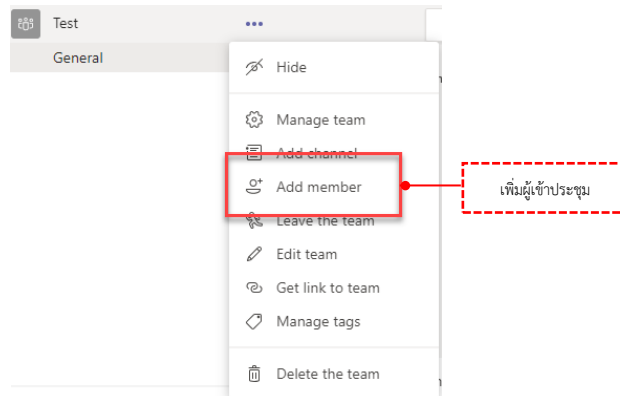 Test
General
Hide
Manage team
Add channel
Add member
เพิ่มผู้เข้าประชุม
Leave the team
Edit team
Get link to team
Manage tags
Delete the team